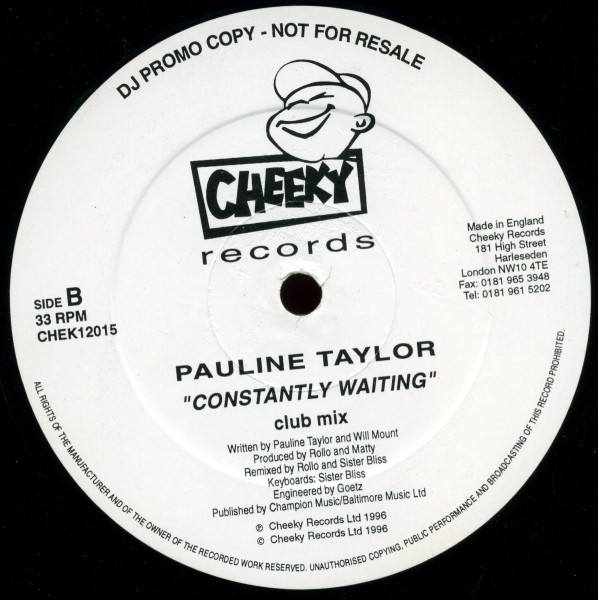 DJ PROMO COPY - NOT FOR RESALE
CHEEKY
records
Made in England
Cheeky Records
181 High Street
Harleseden
London NW10 4TE
Fax: 0181 965 3948
Tel: 0181 961 5202
SIDE B
33 RPM
CHEK12015
PAULINE TAYLOR
"CONSTANTLY WAITING"
club mix
Written by Pauline Taylor and Will Mount
Produced by Rollo and Matty
Remixed by Rollo and Sister Bliss
Keyboards: Sister Bliss
Engineered by Goetz
Published by Champion Music/Baltimore Music Ltd
℗ Cheeky Records Ltd 1996
© Cheeky Records Ltd 1996
ALL RIGHTS OF THE MANUFACTURER AND OF THE OWNER OF THE RECORDED WORK RESERVED. UNAUTHORISED COPYING, PUBLIC PERFORMANCE AND BROADCASTING OF THIS RECORD PROHIBITED.